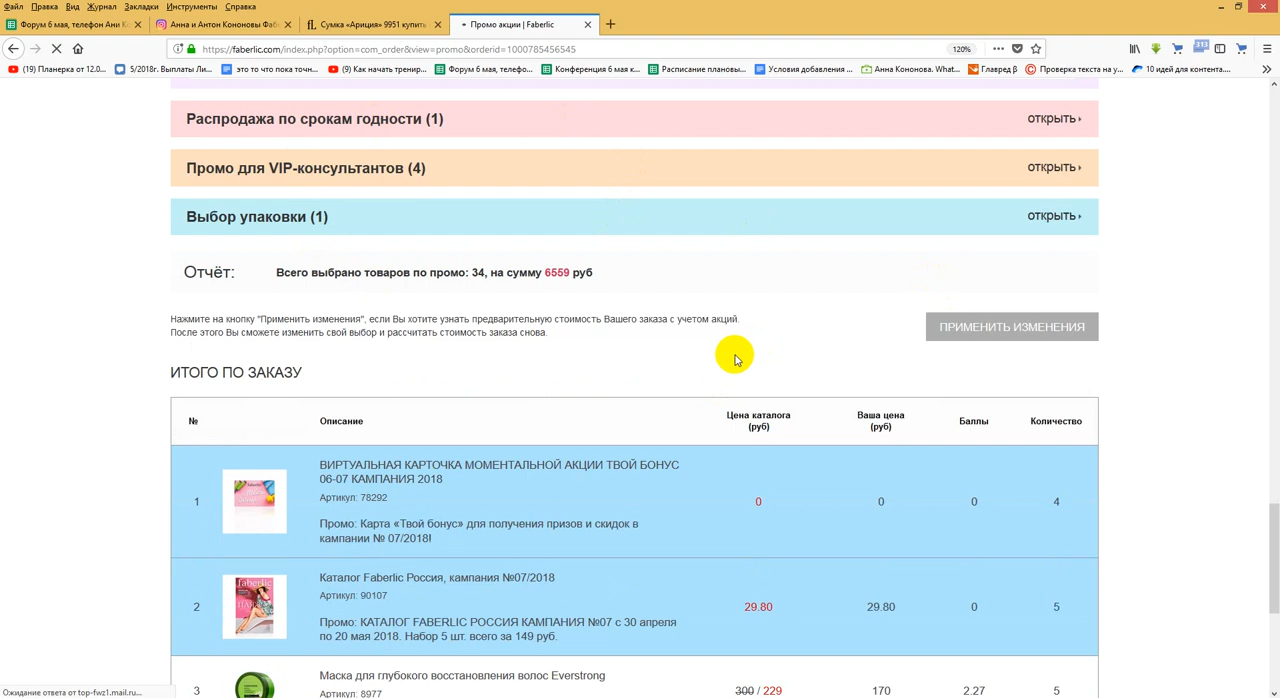 Файл Правка Вид Журнал Закладки Инструменты Справка
Форум 6 мая, телефон Ани К
Анна и Антон Кононовы Фаб
Сумка «Ариция» 9951 купить
Промо акции | Faberlic
https://faberlic.com/index.php?option=com_order&view=promo&orderid=1000785456545
120%
313
(19) Планерка от 12.0...
5/2018г. Выплаты Ли...
это то что пока точн...
(9) Как начать тренир...
Форум 6 мая, телефо...
Конференция 6 мая к...
Расписание плановы...
Условия добавления ...
Анна Кононова. What...
Главред β
Проверка текста на у...
10 идей для контента....
Распродажа по срокам годности (1) открыть
Промо для VIP-консультантов (4) открыть
Выбор упаковки (1) открыть
Отчёт: Всего выбрано товаров по промо: 34, на сумму 6559 руб
Нажмите на кнопку "Применить изменения", если Вы хотите узнать предварительную стоимость Вашего заказа с учетом акций.
После этого Вы сможете изменить свой выбор и рассчитать стоимость заказа снова.
ПРИМЕНИТЬ ИЗМЕНЕНИЯ
ИТОГО ПО ЗАКАЗУ
№ Описание Цена каталога (руб) Ваша цена (руб) Баллы Количество
ВИРТУАЛЬНАЯ КАРТОЧКА МОМЕНТАЛЬНОЙ АКЦИИ ТВОЙ БОНУС
06-07 КАМПАНИЯ 2018
Артикул: 78292
1 0 0 0 4
Промо: Карта «Твой бонус» для получения призов и скидок в
кампании № 07/2018!
Каталог Faberlic Россия, кампания №07/2018
Артикул: 90107
2 29.80 29.80 0 5
Промо: КАТАЛОГ FABERLIC РОССИЯ КАМПАНИЯ №07 с 30 апреля
по 20 мая 2018. Набор 5 шт. всего за 149 руб.
Маска для глубокого восстановления волос Everstrong
3 300 / 229 170 2.27 5
Артикул: 8977
Ожидание ответа от top-fwz1.mail.ru...